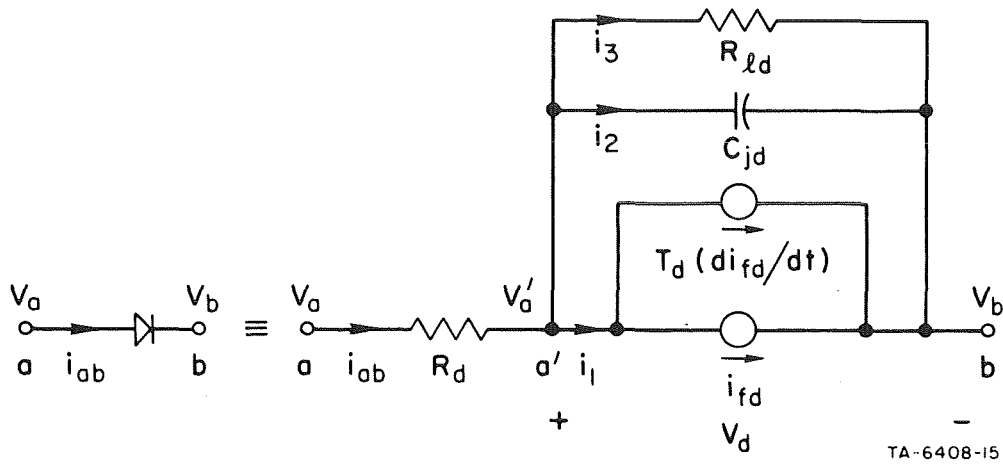 i3
Rℓd
i2
Cjd
Td (difd/dt)
Va Vb ≡ Va Va' Vb
a iab b a iab Rd a' i1 ifd b
+ Vd −
TA-6408-15